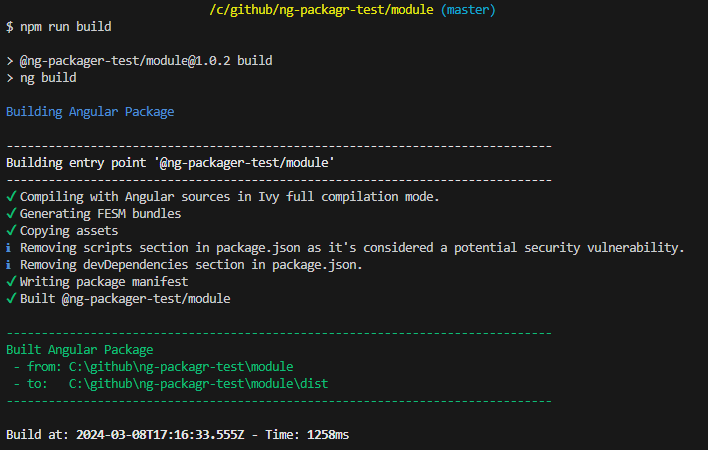 /c/github/ng-packagr-test/module (master)
$ npm run build
> @ng-packager-test/module@1.0.2 build
> ng build
Building Angular Package
------------------------------------------------------------------------------
Building entry point '@ng-packager-test/module'
------------------------------------------------------------------------------
✓ Compiling with Angular sources in Ivy full compilation mode.
✓ Generating FESM bundles
✓ Copying assets
ℹ Removing scripts section in package.json as it's considered a potential security vulnerability.
ℹ Removing devDependencies section in package.json.
✓ Writing package manifest
✓ Built @ng-packager-test/module
------------------------------------------------------------------------------
Built Angular Package
- from: C:\github\ng-packagr-test\module
- to:   C:\github\ng-packagr-test\module\dist
------------------------------------------------------------------------------
Build at: 2024-03-08T17:16:33.555Z - Time: 1258ms